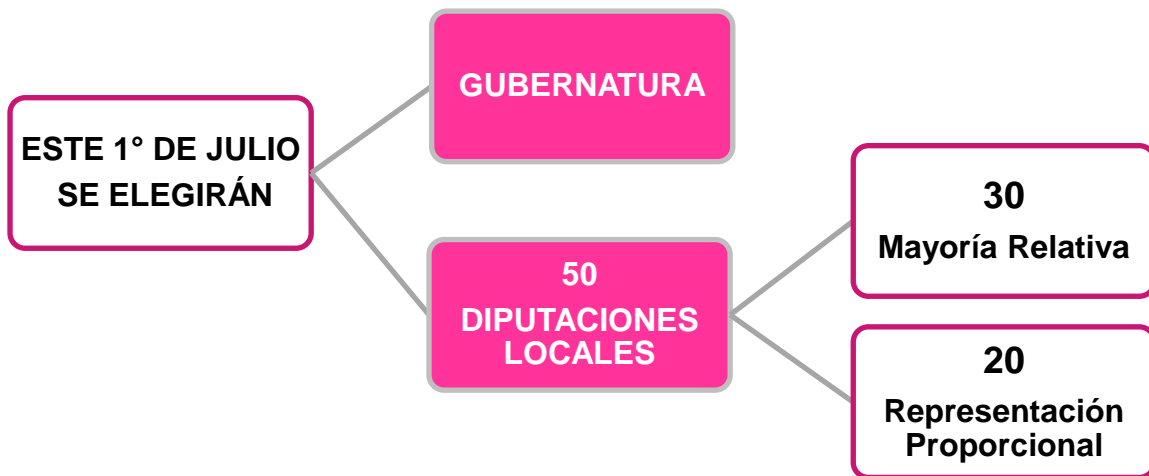 ESTE 1° DE JULIO
SE ELEGIRÁN
GUBERNATURA
50
DIPUTACIONES
LOCALES
30
Mayoría Relativa
20
Representación
Proporcional